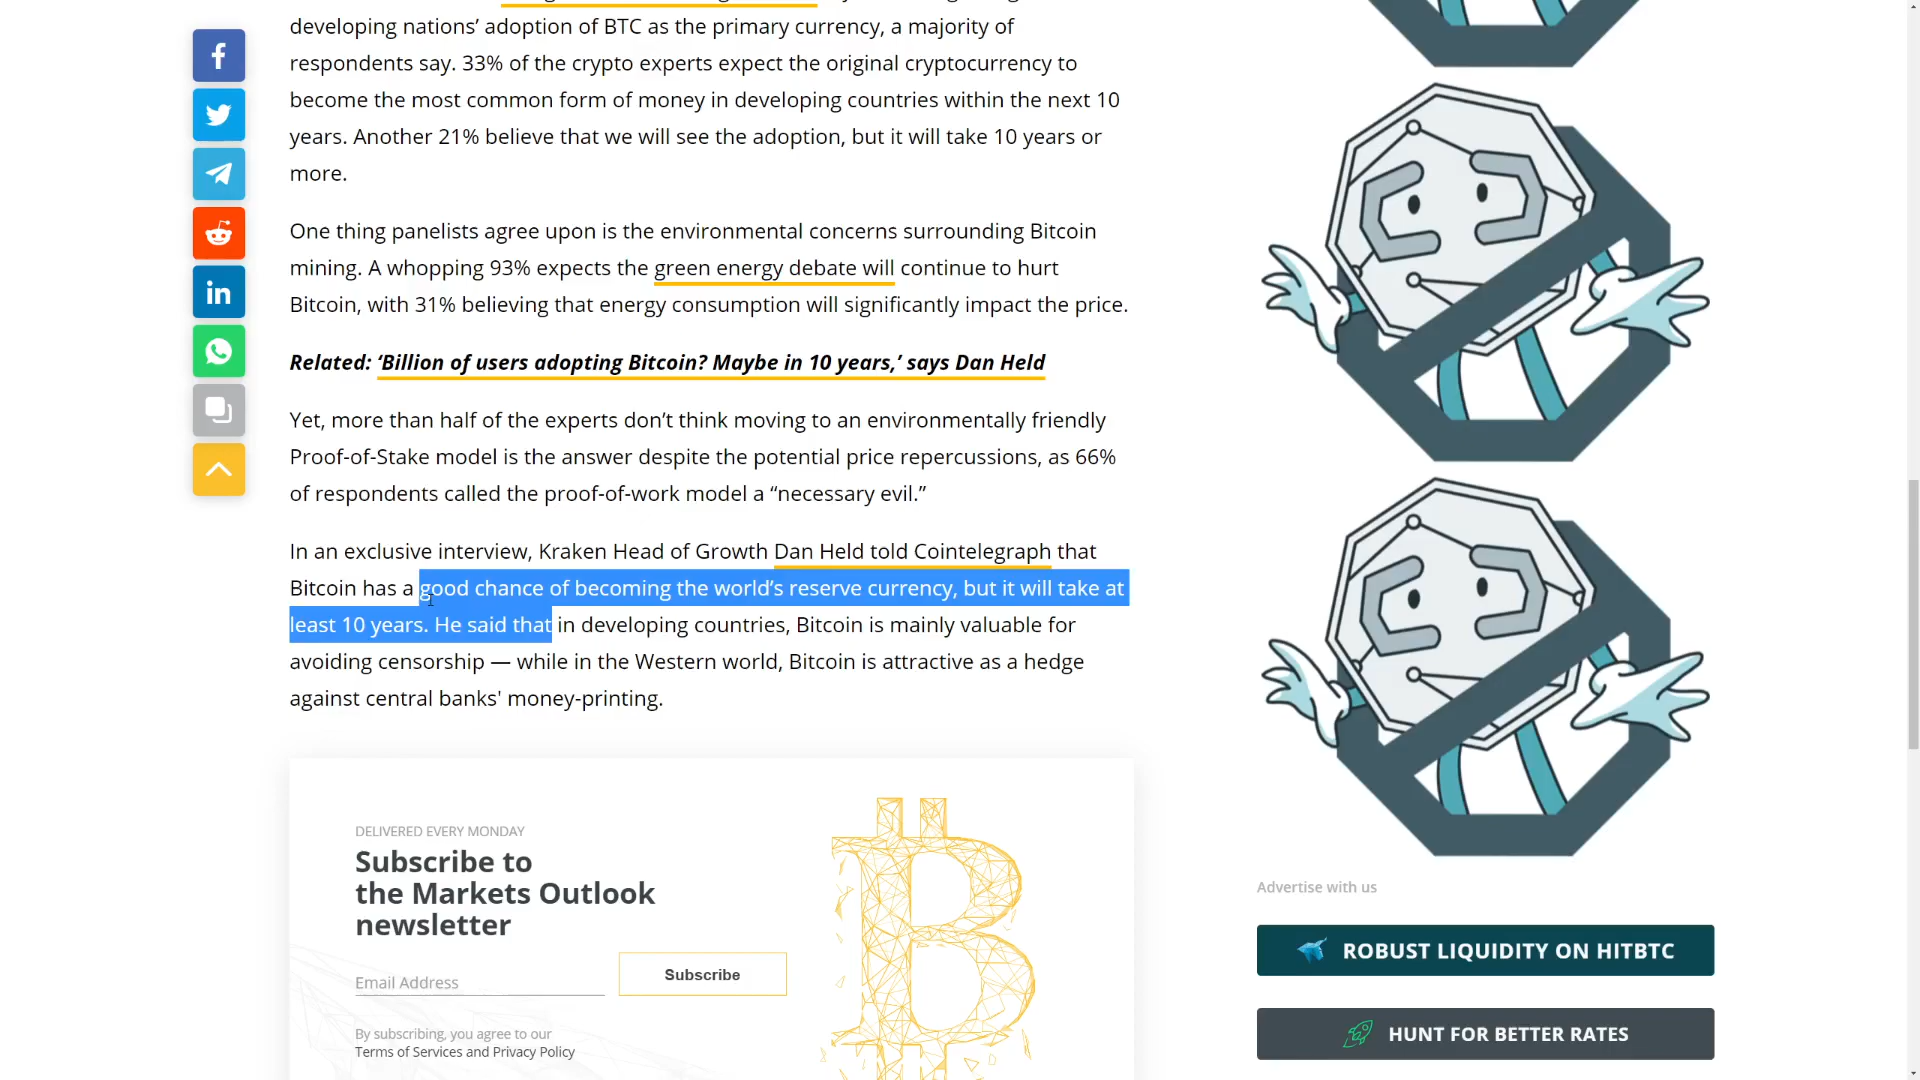 developing nations’ adoption of BTC as the primary currency, a majority of
respondents say. 33% of the crypto experts expect the original cryptocurrency to
become the most common form of money in developing countries within the next 10
years. Another 21% believe that we will see the adoption, but it will take 10 years or
more.
One thing panelists agree upon is the environmental concerns surrounding Bitcoin
mining. A whopping 93% expects the green energy debate will continue to hurt
Bitcoin, with 31% believing that energy consumption will significantly impact the price.
Related: ‘Billion of users adopting Bitcoin? Maybe in 10 years,’ says Dan Held
Yet, more than half of the experts don’t think moving to an environmentally friendly
Proof-of-Stake model is the answer despite the potential price repercussions, as 66%
of respondents called the proof-of-work model a “necessary evil.”
In an exclusive interview, Kraken Head of Growth Dan Held told Cointelegraph that
Bitcoin has a good chance of becoming the world’s reserve currency, but it will take at
least 10 years. He said that in developing countries, Bitcoin is mainly valuable for
avoiding censorship — while in the Western world, Bitcoin is attractive as a hedge
against central banks' money-printing.
DELIVERED EVERY MONDAY
Subscribe to
the Markets Outlook
newsletter
Email Address
Subscribe
By subscribing, you agree to our
Terms of Services and Privacy Policy
Advertise with us
ROBUST LIQUIDITY ON HITBTC
HUNT FOR BETTER RATES